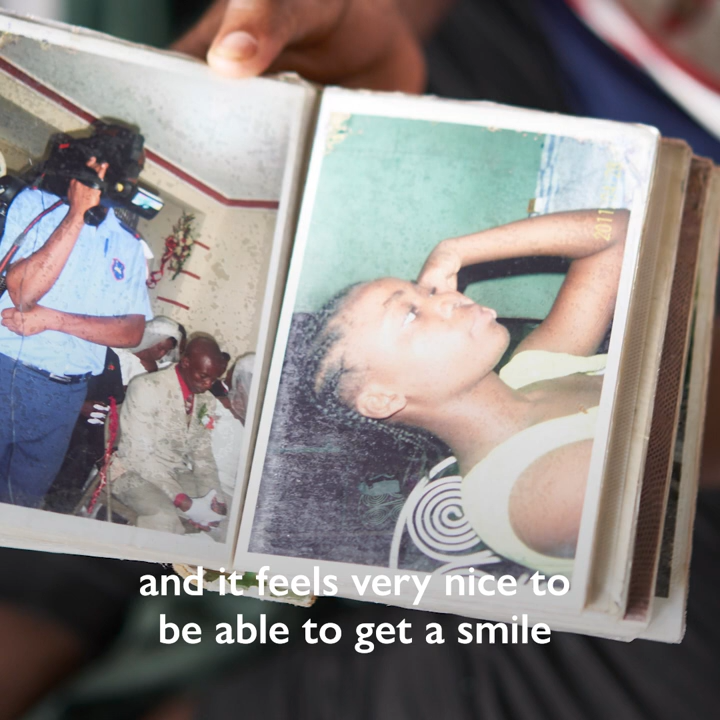 and it feels very nice to
be able to get a smile